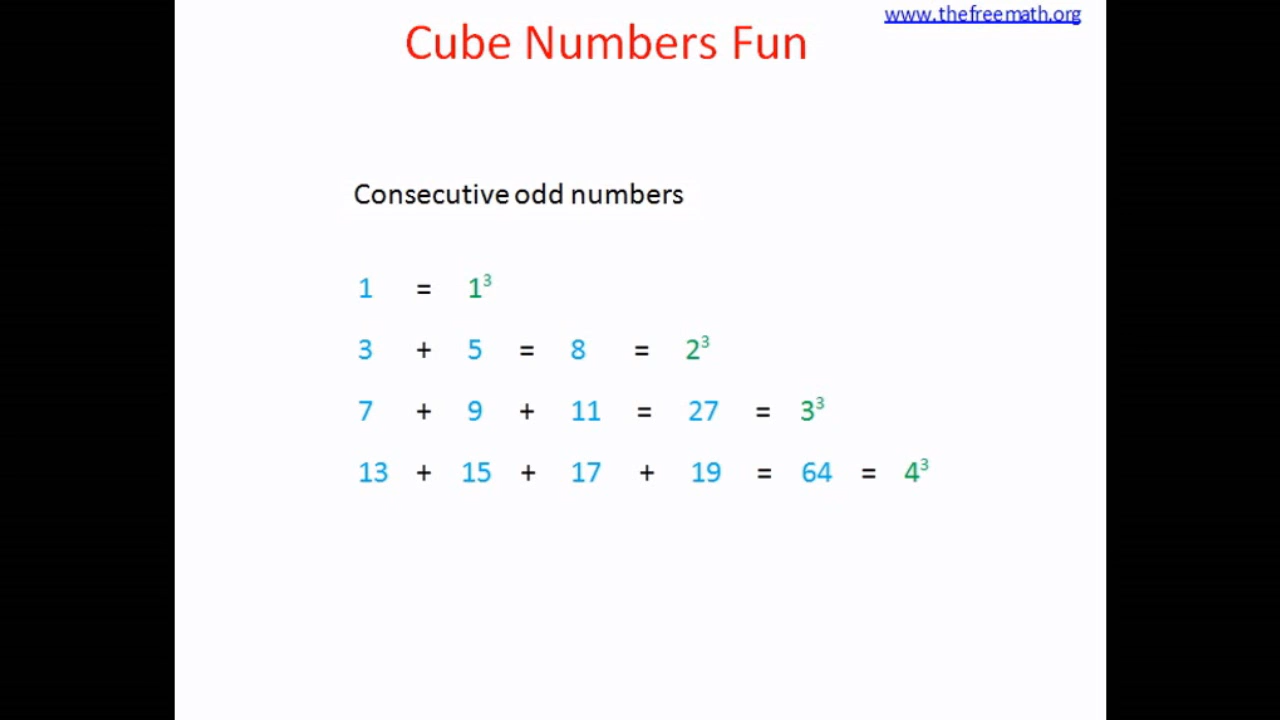 www.thefreemath.org
Cube Numbers Fun
Consecutive odd numbers
1 = 1³
3 + 5 = 8 = 2³
7 + 9 + 11 = 27 = 3³
13 + 15 + 17 + 19 = 64 = 4³